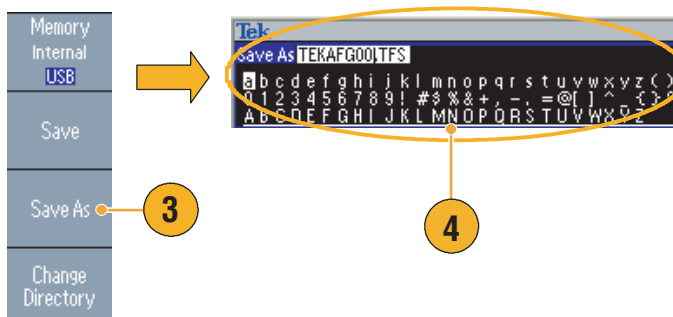 Memory
Internal
USB
Save
Save As
Change
Directory
3
Tek
Save As TEKAFG00.TFS
a b c d e f g h i j k l m n o p q r s t u v w x y z ( )
0 1 2 3 4 5 6 7 8 9 ! # $ % & + , - . = @ [ ] ^ _ { }
A B C D E F G H I J K L M N O P Q R S T U V W X Y Z
4